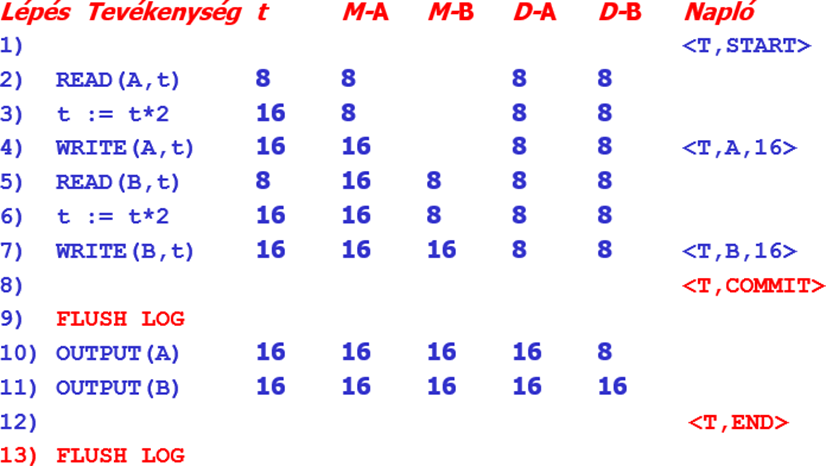 Lépés Tevékenység t M-A M-B D-A D-B Napló
1) <T,START>
2) READ(A,t) 8 8 8 8
3) t := t*2 16 8 8 8
4) WRITE(A,t) 16 16 8 8 <T,A,16>
5) READ(B,t) 8 16 8 8 8
6) t := t*2 16 16 8 8 8
7) WRITE(B,t) 16 16 16 8 8 <T,B,16>
8) <T,COMMIT>
9) FLUSH LOG
10) OUTPUT(A) 16 16 16 16 8
11) OUTPUT(B) 16 16 16 16 16
12) <T,END>
13) FLUSH LOG